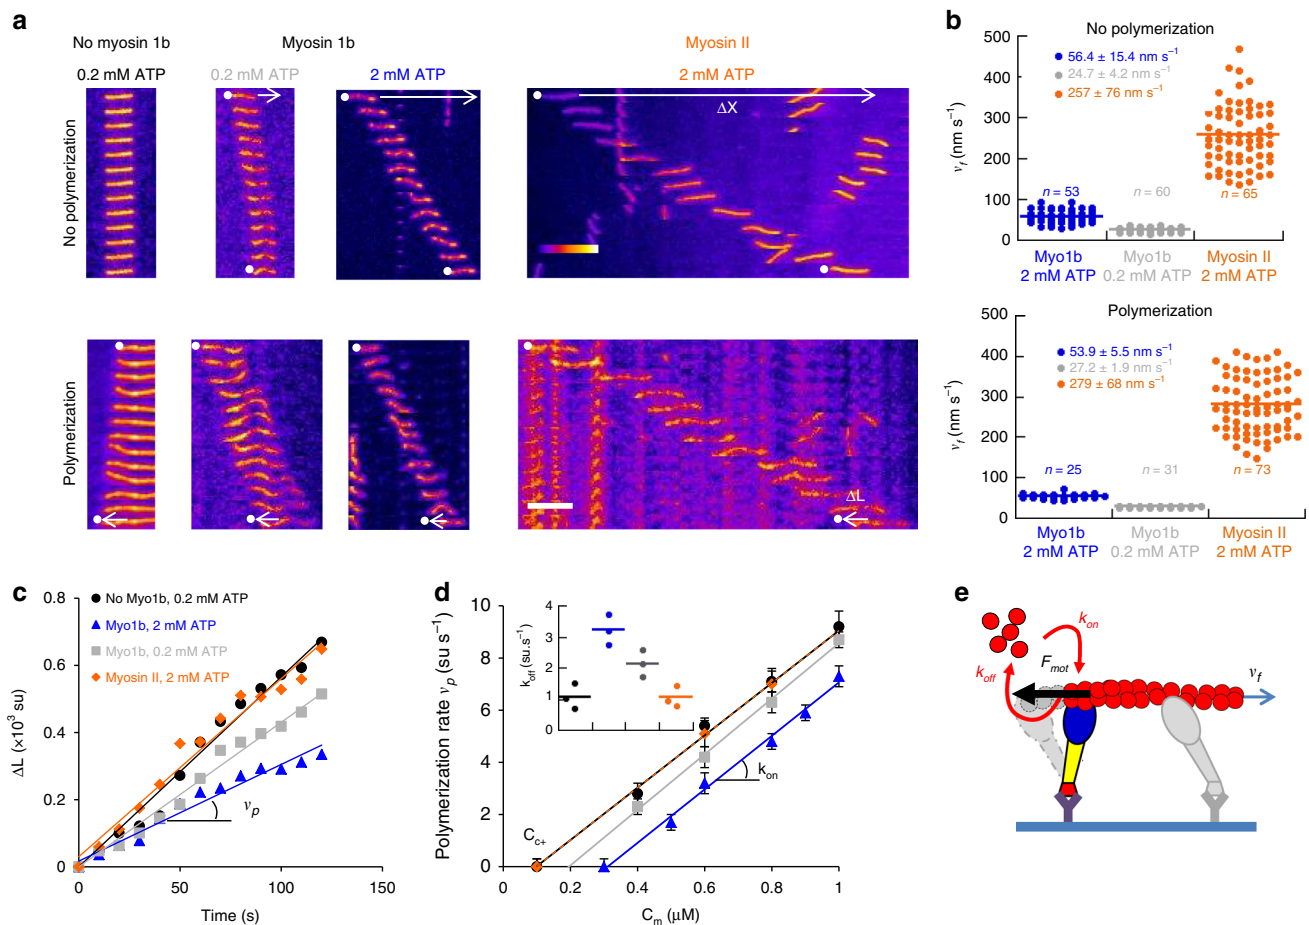 a
No myosin 1b
Myosin 1b
Myosin II
0.2 mM ATP
0.2 mM ATP
2 mM ATP
2 mM ATP
No polymerization
ΔX
Polymerization
ΔL
b
No polymerization
500
400
300
200
100
0
v_f (nm s⁻¹)
56.4 ± 15.4 nm s⁻¹
24.7 ± 4.2 nm s⁻¹
257 ± 76 nm s⁻¹
n = 53
n = 60
n = 65
Myo1b
2 mM ATP
Myo1b
0.2 mM ATP
Myosin II
2 mM ATP
Polymerization
500
400
300
200
100
0
v_f (nm s⁻¹)
53.9 ± 5.5 nm s⁻¹
27.2 ± 1.9 nm s⁻¹
279 ± 68 nm s⁻¹
n = 25
n = 31
n = 73
Myo1b
2 mM ATP
Myo1b
0.2 mM ATP
Myosin II
2 mM ATP
c
0.8
0.6
0.4
0.2
0
ΔL (×10³ su)
No Myo1b, 0.2 mM ATP
Myo1b, 2 mM ATP
Myo1b, 0.2 mM ATP
Myosin II, 2 mM ATP
v_p
0
50
100
150
Time (s)
d
10
8
6
4
2
0
Polymerization rate v_p (su s⁻¹)
4
3
2
1
0
k_off (su.s⁻¹)
k_on
C_c+
0
0.2
0.4
0.6
0.8
1
C_m (μM)
e
k_on
k_off
F_mot
v_f